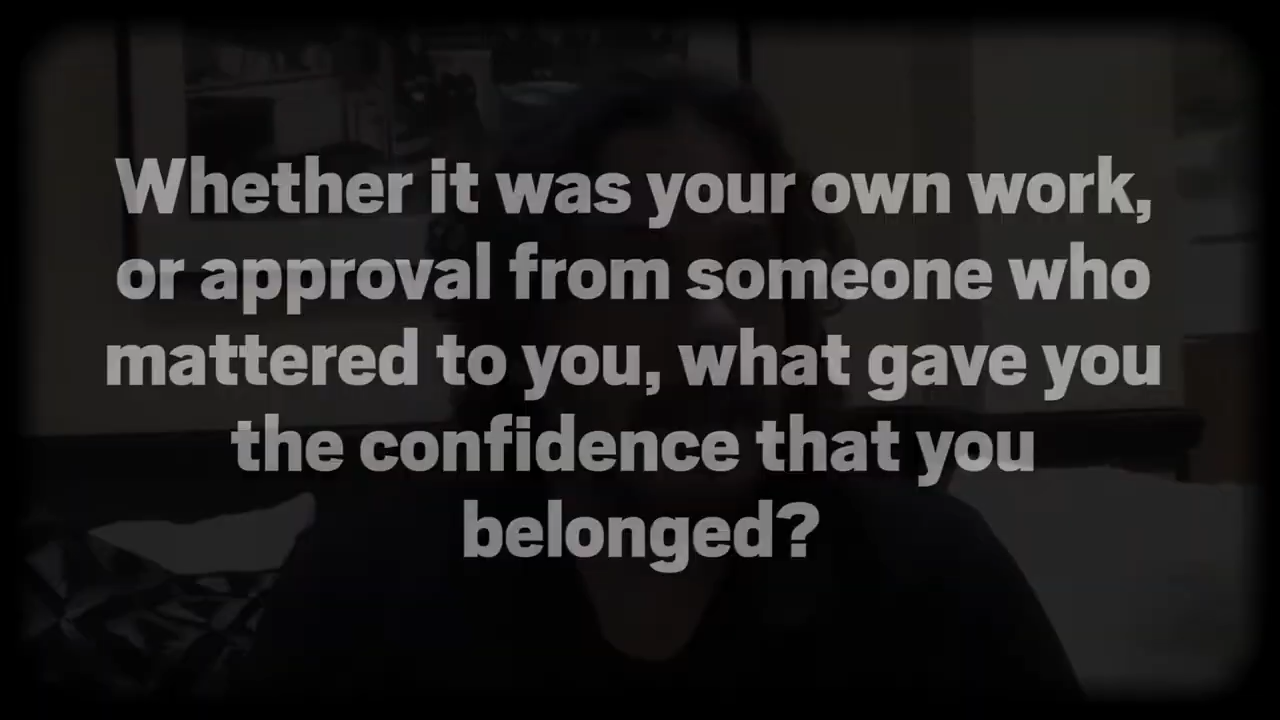 Whether it was your own work,
or approval from someone who
mattered to you, what gave you
the confidence that you
belonged?